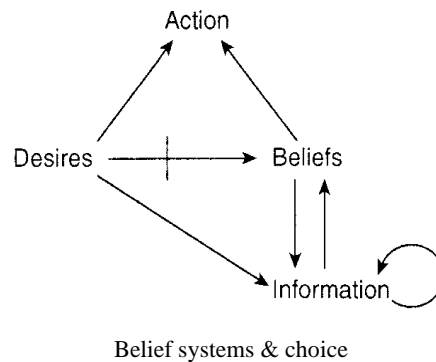 Action
Desires
Beliefs
Information
Belief systems & choice